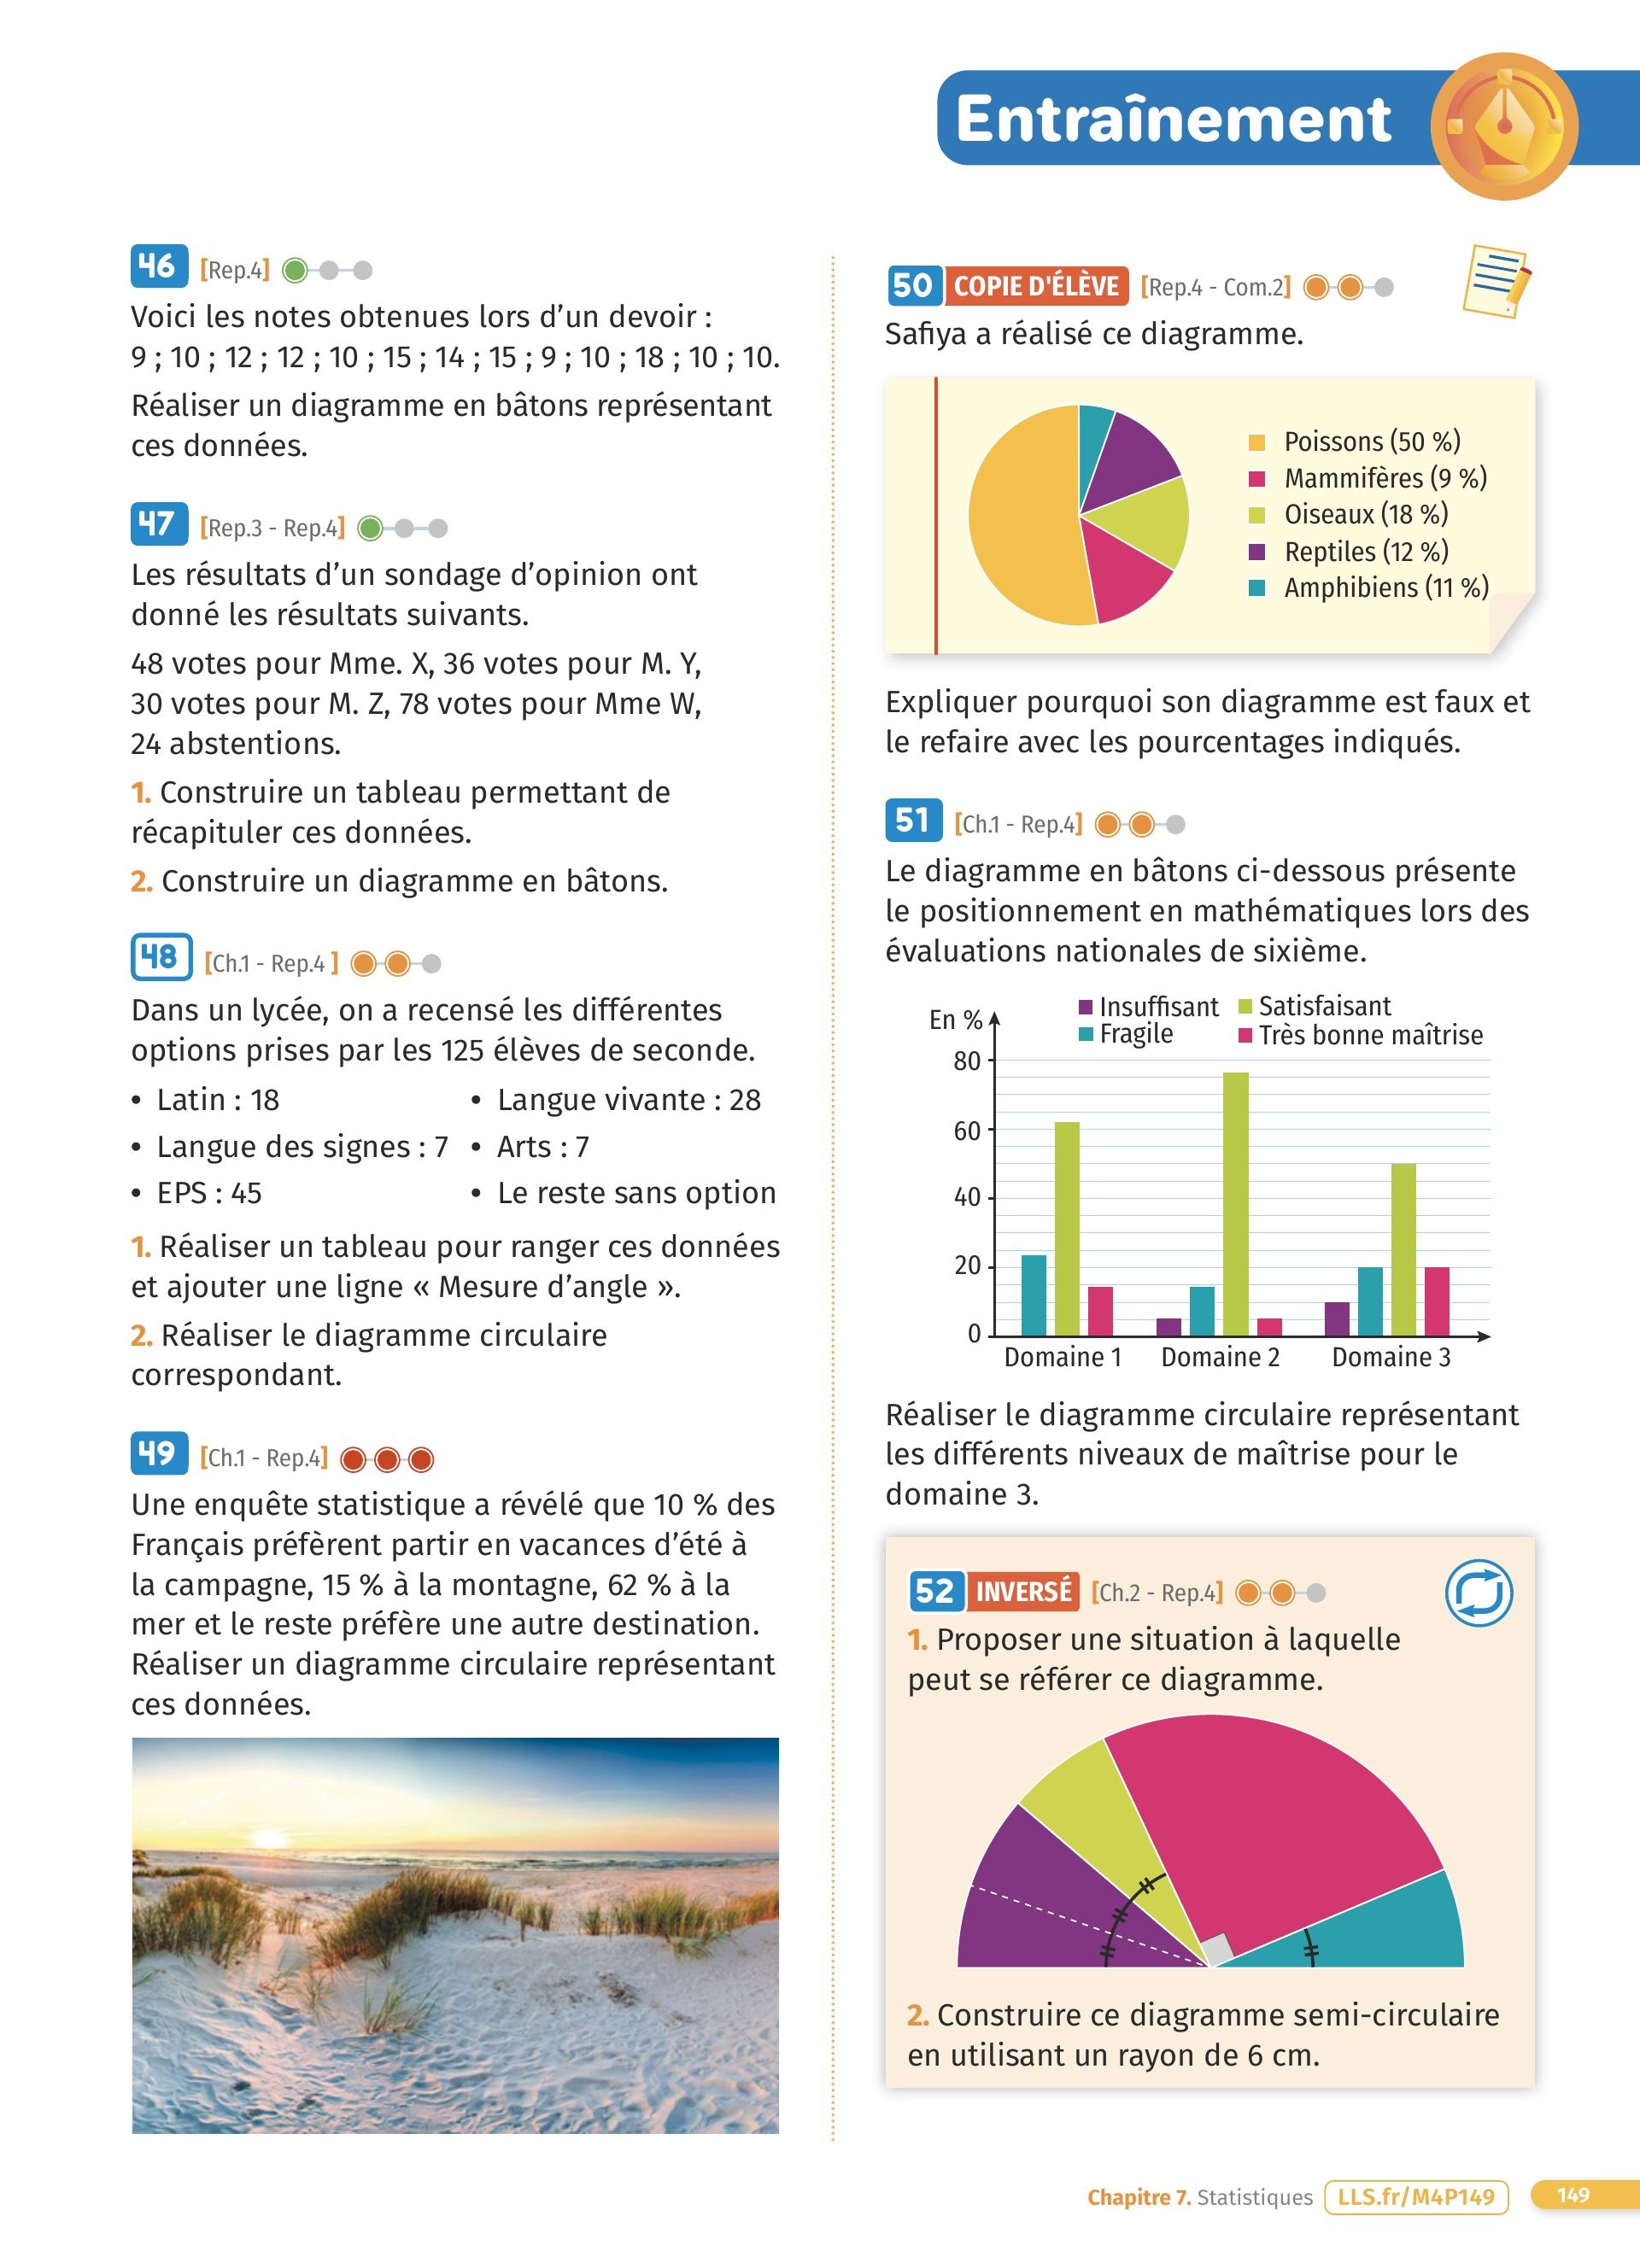 Entraînement
46 [Rep.4]
Voici les notes obtenues lors d’un devoir :
9 ; 10 ; 12 ; 12 ; 10 ; 15 ; 14 ; 15 ; 9 ; 10 ; 18 ; 10 ; 10.
Réaliser un diagramme en bâtons représentant
ces données.
47 [Rep.3 - Rep.4]
Les résultats d’un sondage d’opinion ont
donné les résultats suivants.
48 votes pour Mme. X, 36 votes pour M. Y,
30 votes pour M. Z, 78 votes pour Mme W,
24 abstentions.
1. Construire un tableau permettant de
récapituler ces données.
2. Construire un diagramme en bâtons.
48 [Ch.1 - Rep.4 ]
Dans un lycée, on a recensé les différentes
options prises par les 125 élèves de seconde.
• Latin : 18 • Langue vivante : 28
• Langue des signes : 7 • Arts : 7
• EPS : 45 • Le reste sans option
1. Réaliser un tableau pour ranger ces données
et ajouter une ligne « Mesure d’angle ».
2. Réaliser le diagramme circulaire
correspondant.
49 [Ch.1 - Rep.4]
Une enquête statistique a révélé que 10 % des
Français préfèrent partir en vacances d’été à
la campagne, 15 % à la montagne, 62 % à la
mer et le reste préfère une autre destination.
Réaliser un diagramme circulaire représentant
ces données.
50 COPIE D'ÉLÈVE [Rep.4 - Com.2]
Safiya a réalisé ce diagramme.
Poissons (50 %)
Mammifères (9 %)
Oiseaux (18 %)
Reptiles (12 %)
Amphibiens (11 %)
Expliquer pourquoi son diagramme est faux et
le refaire avec les pourcentages indiqués.
51 [Ch.1 - Rep.4]
Le diagramme en bâtons ci-dessous présente
le positionnement en mathématiques lors des
évaluations nationales de sixième.
En %
Insuffisant Satisfaisant
Fragile Très bonne maîtrise
80
60
40
20
0
Domaine 1 Domaine 2 Domaine 3
Réaliser le diagramme circulaire représentant
les différents niveaux de maîtrise pour le
domaine 3.
52 INVERSÉ [Ch.2 - Rep.4]
1. Proposer une situation à laquelle
peut se référer ce diagramme.
2. Construire ce diagramme semi-circulaire
en utilisant un rayon de 6 cm.
Chapitre 7. Statistiques LLS.fr/M4P149 149